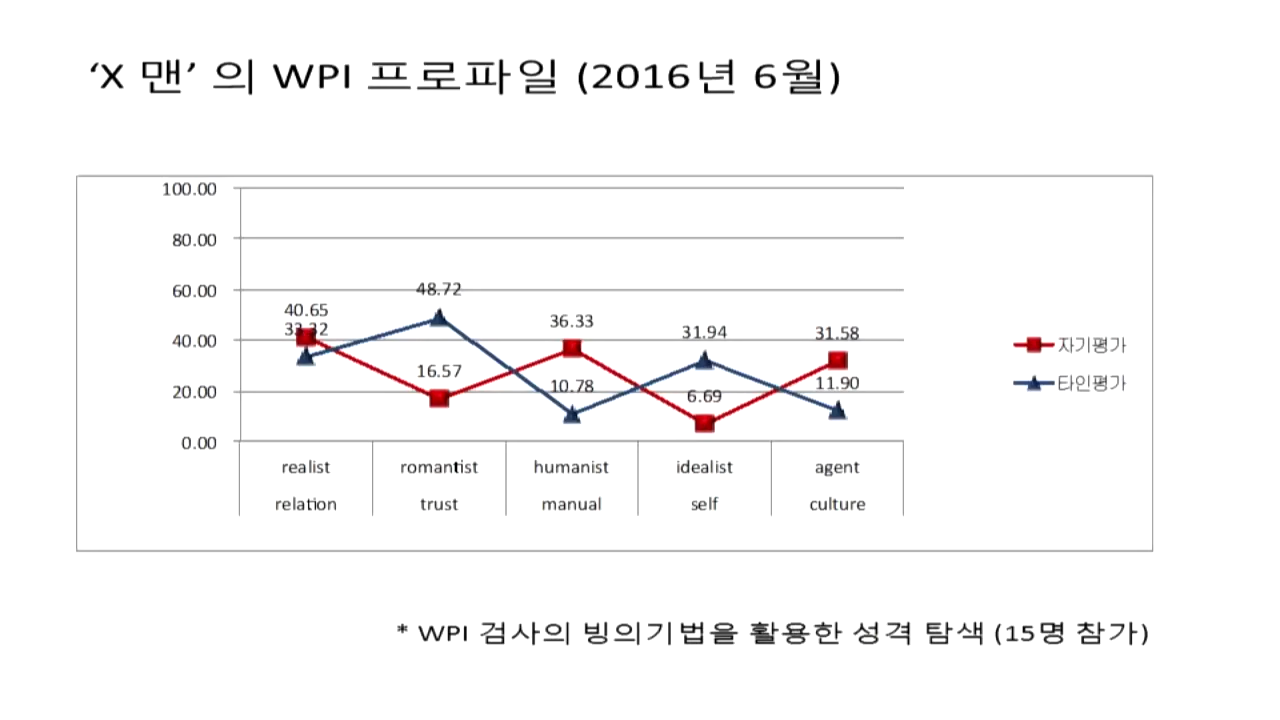 ‘X 맨’ 의 WPI 프로파일 (2016년 6월)
100.00
80.00
60.00
40.00
20.00
0.00
40.65
33.32
48.72
16.57
36.33
10.78
31.94
6.69
31.58
11.90
realist romantist humanist idealist agent
relation trust manual self culture
자기평가
타인평가
* WPI 검사의 빙의기법을 활용한 성격 탐색 (15명 참가)